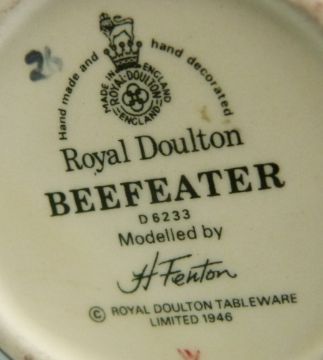 Hand made and hand decorated
26
MADE IN ENGLAND
ROYAL·DOULTON
·ENGLAND·
Royal Doulton
BEEFEATER
D 6233
Modelled by
H Fenton
© ROYAL DOULTON TABLEWARE
LIMITED 1946